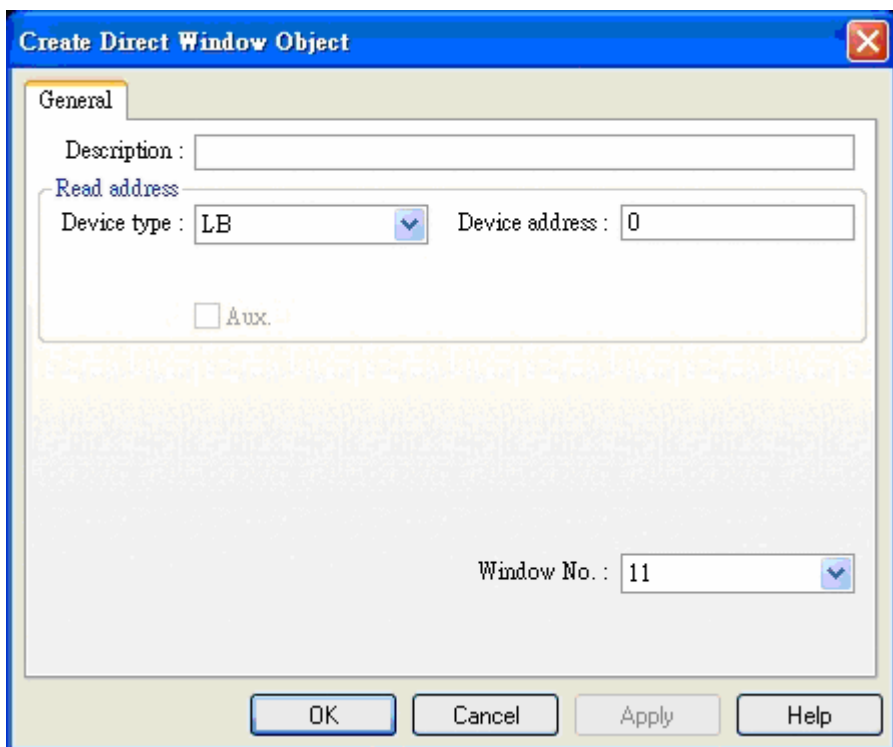 Create Direct Window Object
General
Description :
Read address
Device type : LB Device address : 0
Aux.
Window No. : 11
OK Cancel Apply Help